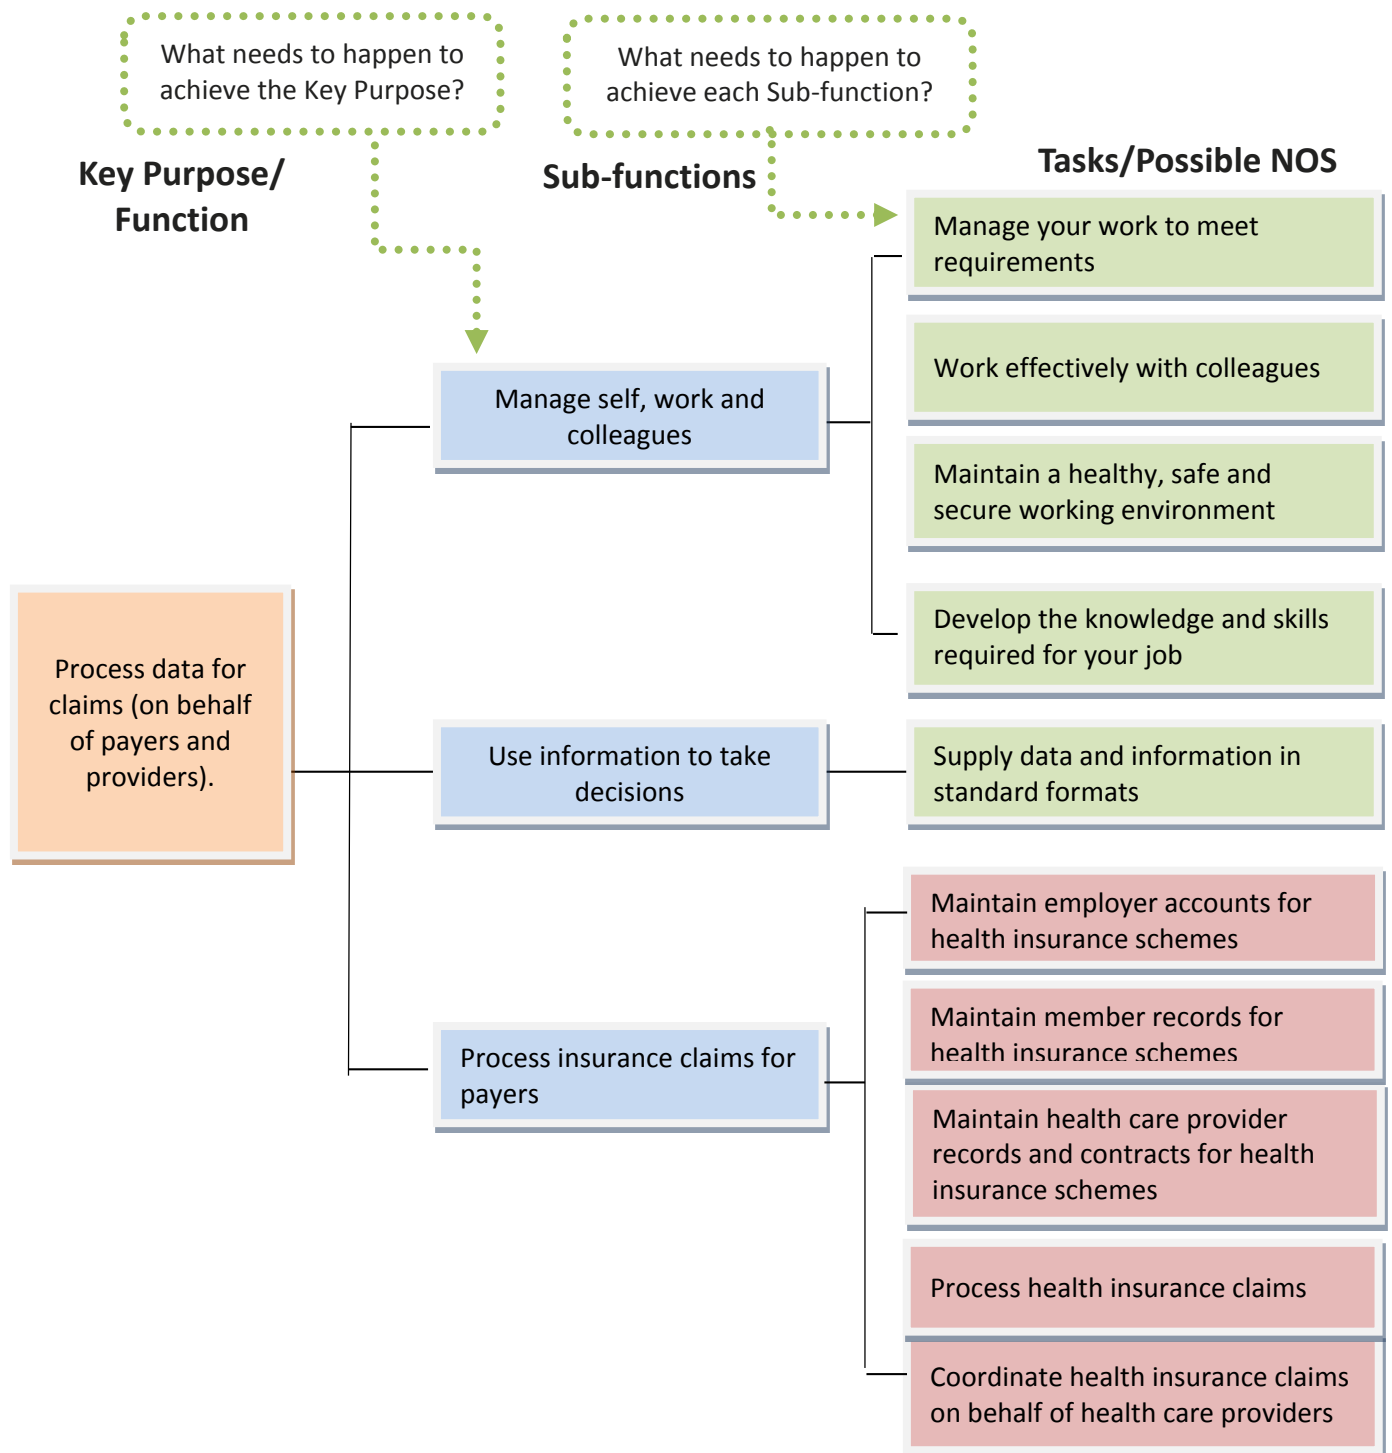 What needs to happen to
achieve the Key Purpose?
What needs to happen to
achieve each Sub-function?
Key Purpose/
Function
Sub-functions
Tasks/Possible NOS
Process data for
claims (on behalf
of payers and
providers).
Manage self, work and
colleagues
Manage your work to meet
requirements
Work effectively with colleagues
Maintain a healthy, safe and
secure working environment
Develop the knowledge and skills
required for your job
Use information to take
decisions
Supply data and information in
standard formats
Process insurance claims for
payers
Maintain employer accounts for
health insurance schemes
Maintain member records for
health insurance schemes
Maintain health care provider
records and contracts for health
insurance schemes
Process health insurance claims
Coordinate health insurance claims
on behalf of health care providers